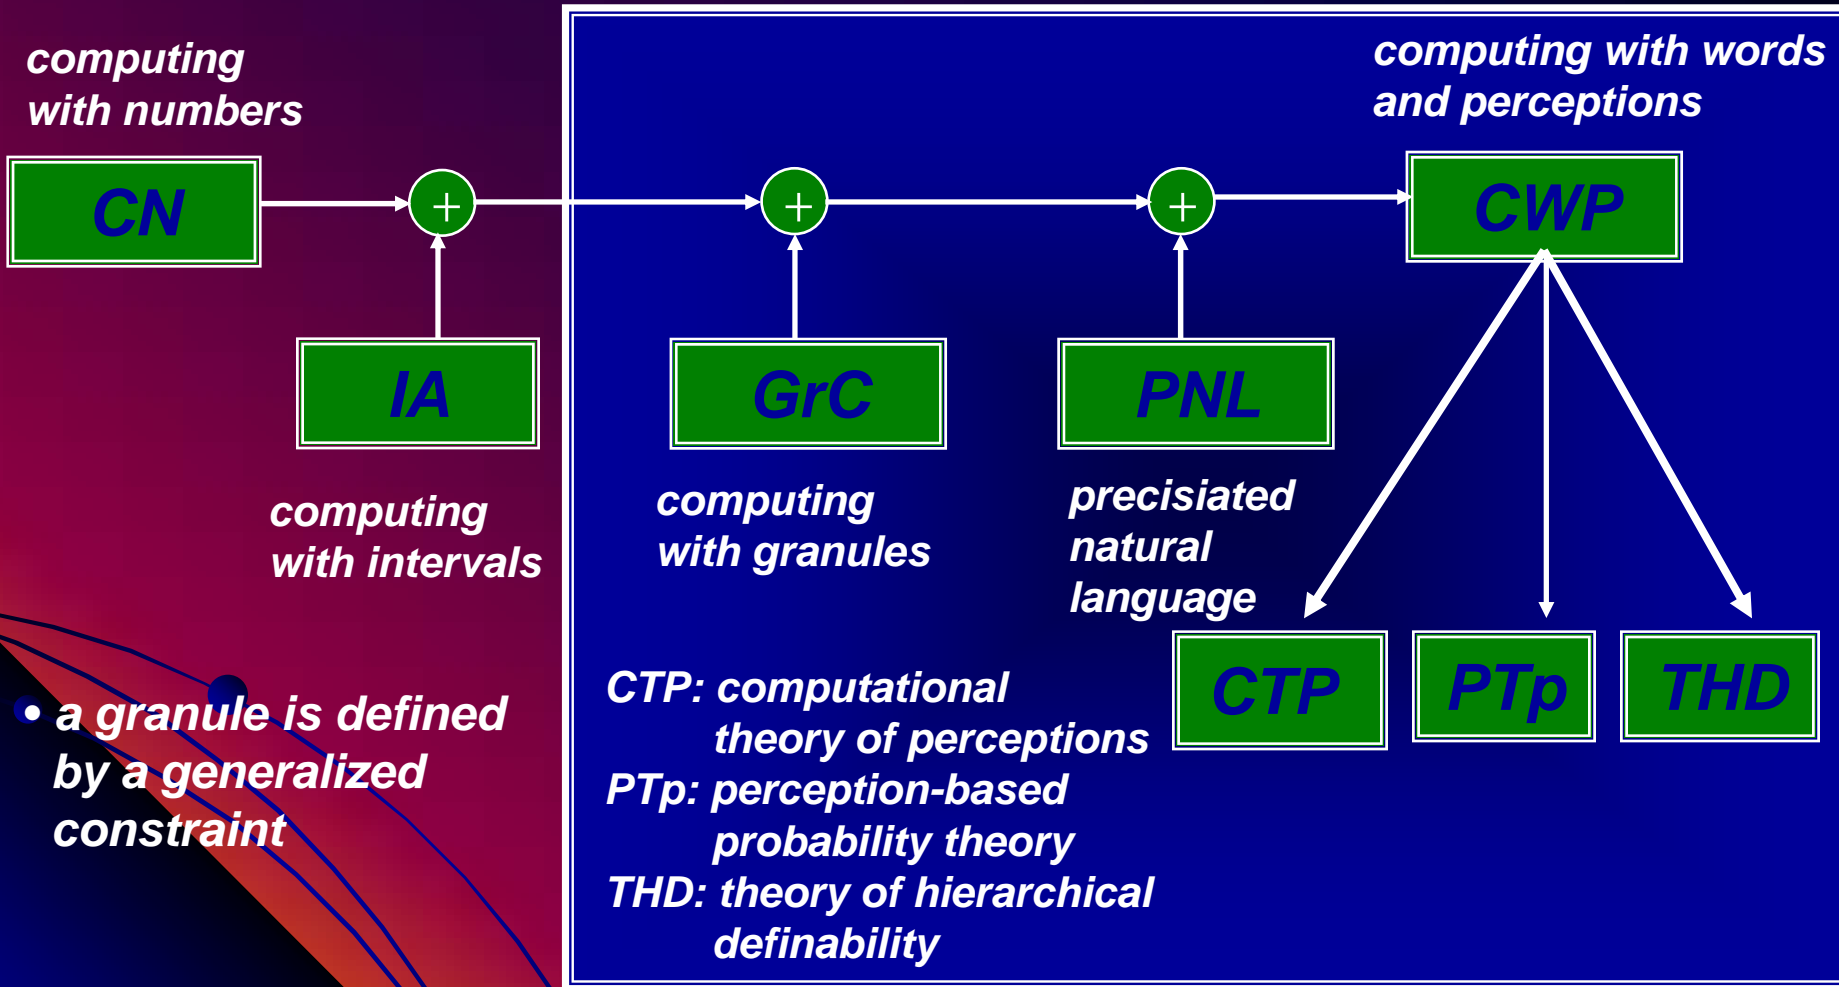 computing
with numbers
computing with words
and perceptions
CN
+
+
+
CWP
IA
GrC
PNL
computing
with intervals
computing
with granules
precisiated
natural
language
• a granule is defined
by a generalized
constraint
CTP: computational
theory of perceptions
PTp: perception-based
probability theory
THD: theory of hierarchical
definability
CTP
PTp
THD